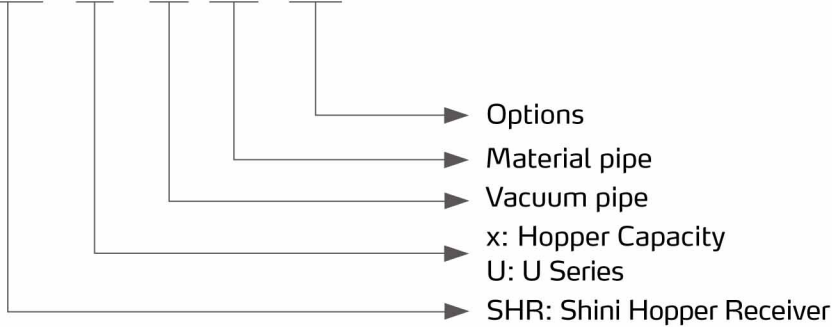 Options
Material pipe
Vacuum pipe
x: Hopper Capacity
U: U Series
SHR: Shini Hopper Receiver